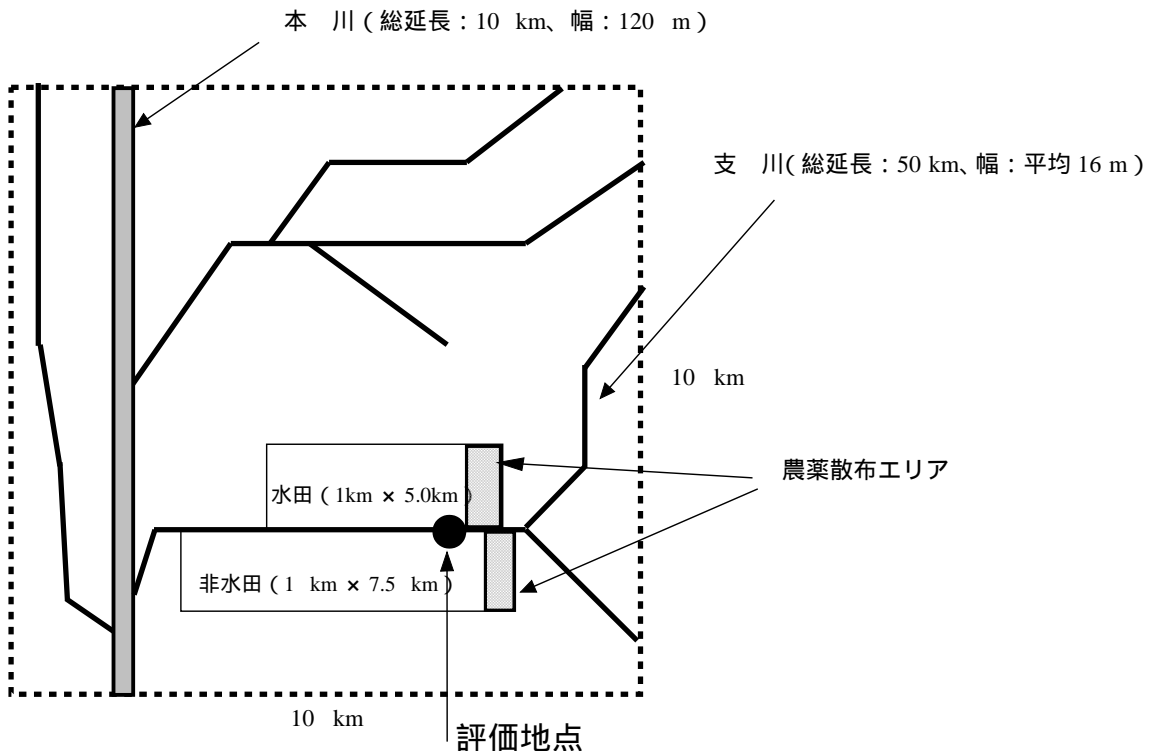 本　川（総延長：10 km、幅：120 m）
支　川（総延長：50 km、幅：平均 16 m）
10 km
農薬散布エリア
水田（1km × 5.0km）
非水田（1 km × 7.5 km）
10 km
評価地点